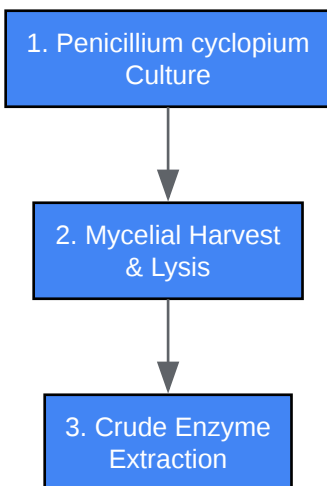 1. Penicillium cyclopium
Culture
2. Mycelial Harvest
& Lysis
3. Crude Enzyme
Extraction